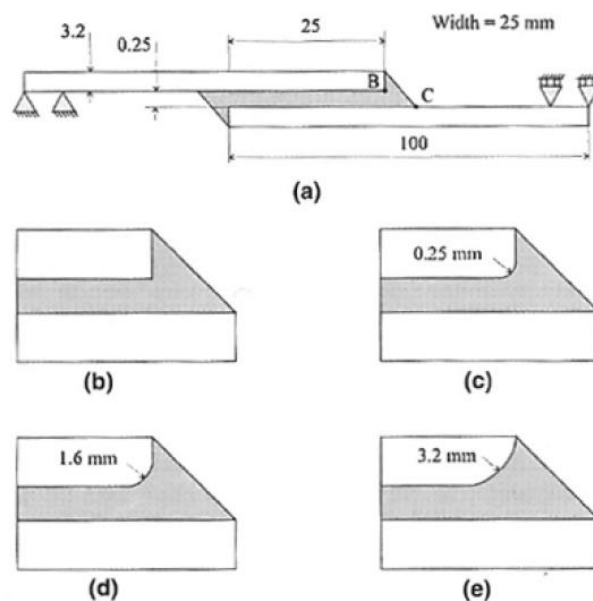 25
Width = 25 mm
3.2
0.25
B
C
100
(a)
0.25 mm
(b)
(c)
1.6 mm
3.2 mm
(d)
(e)